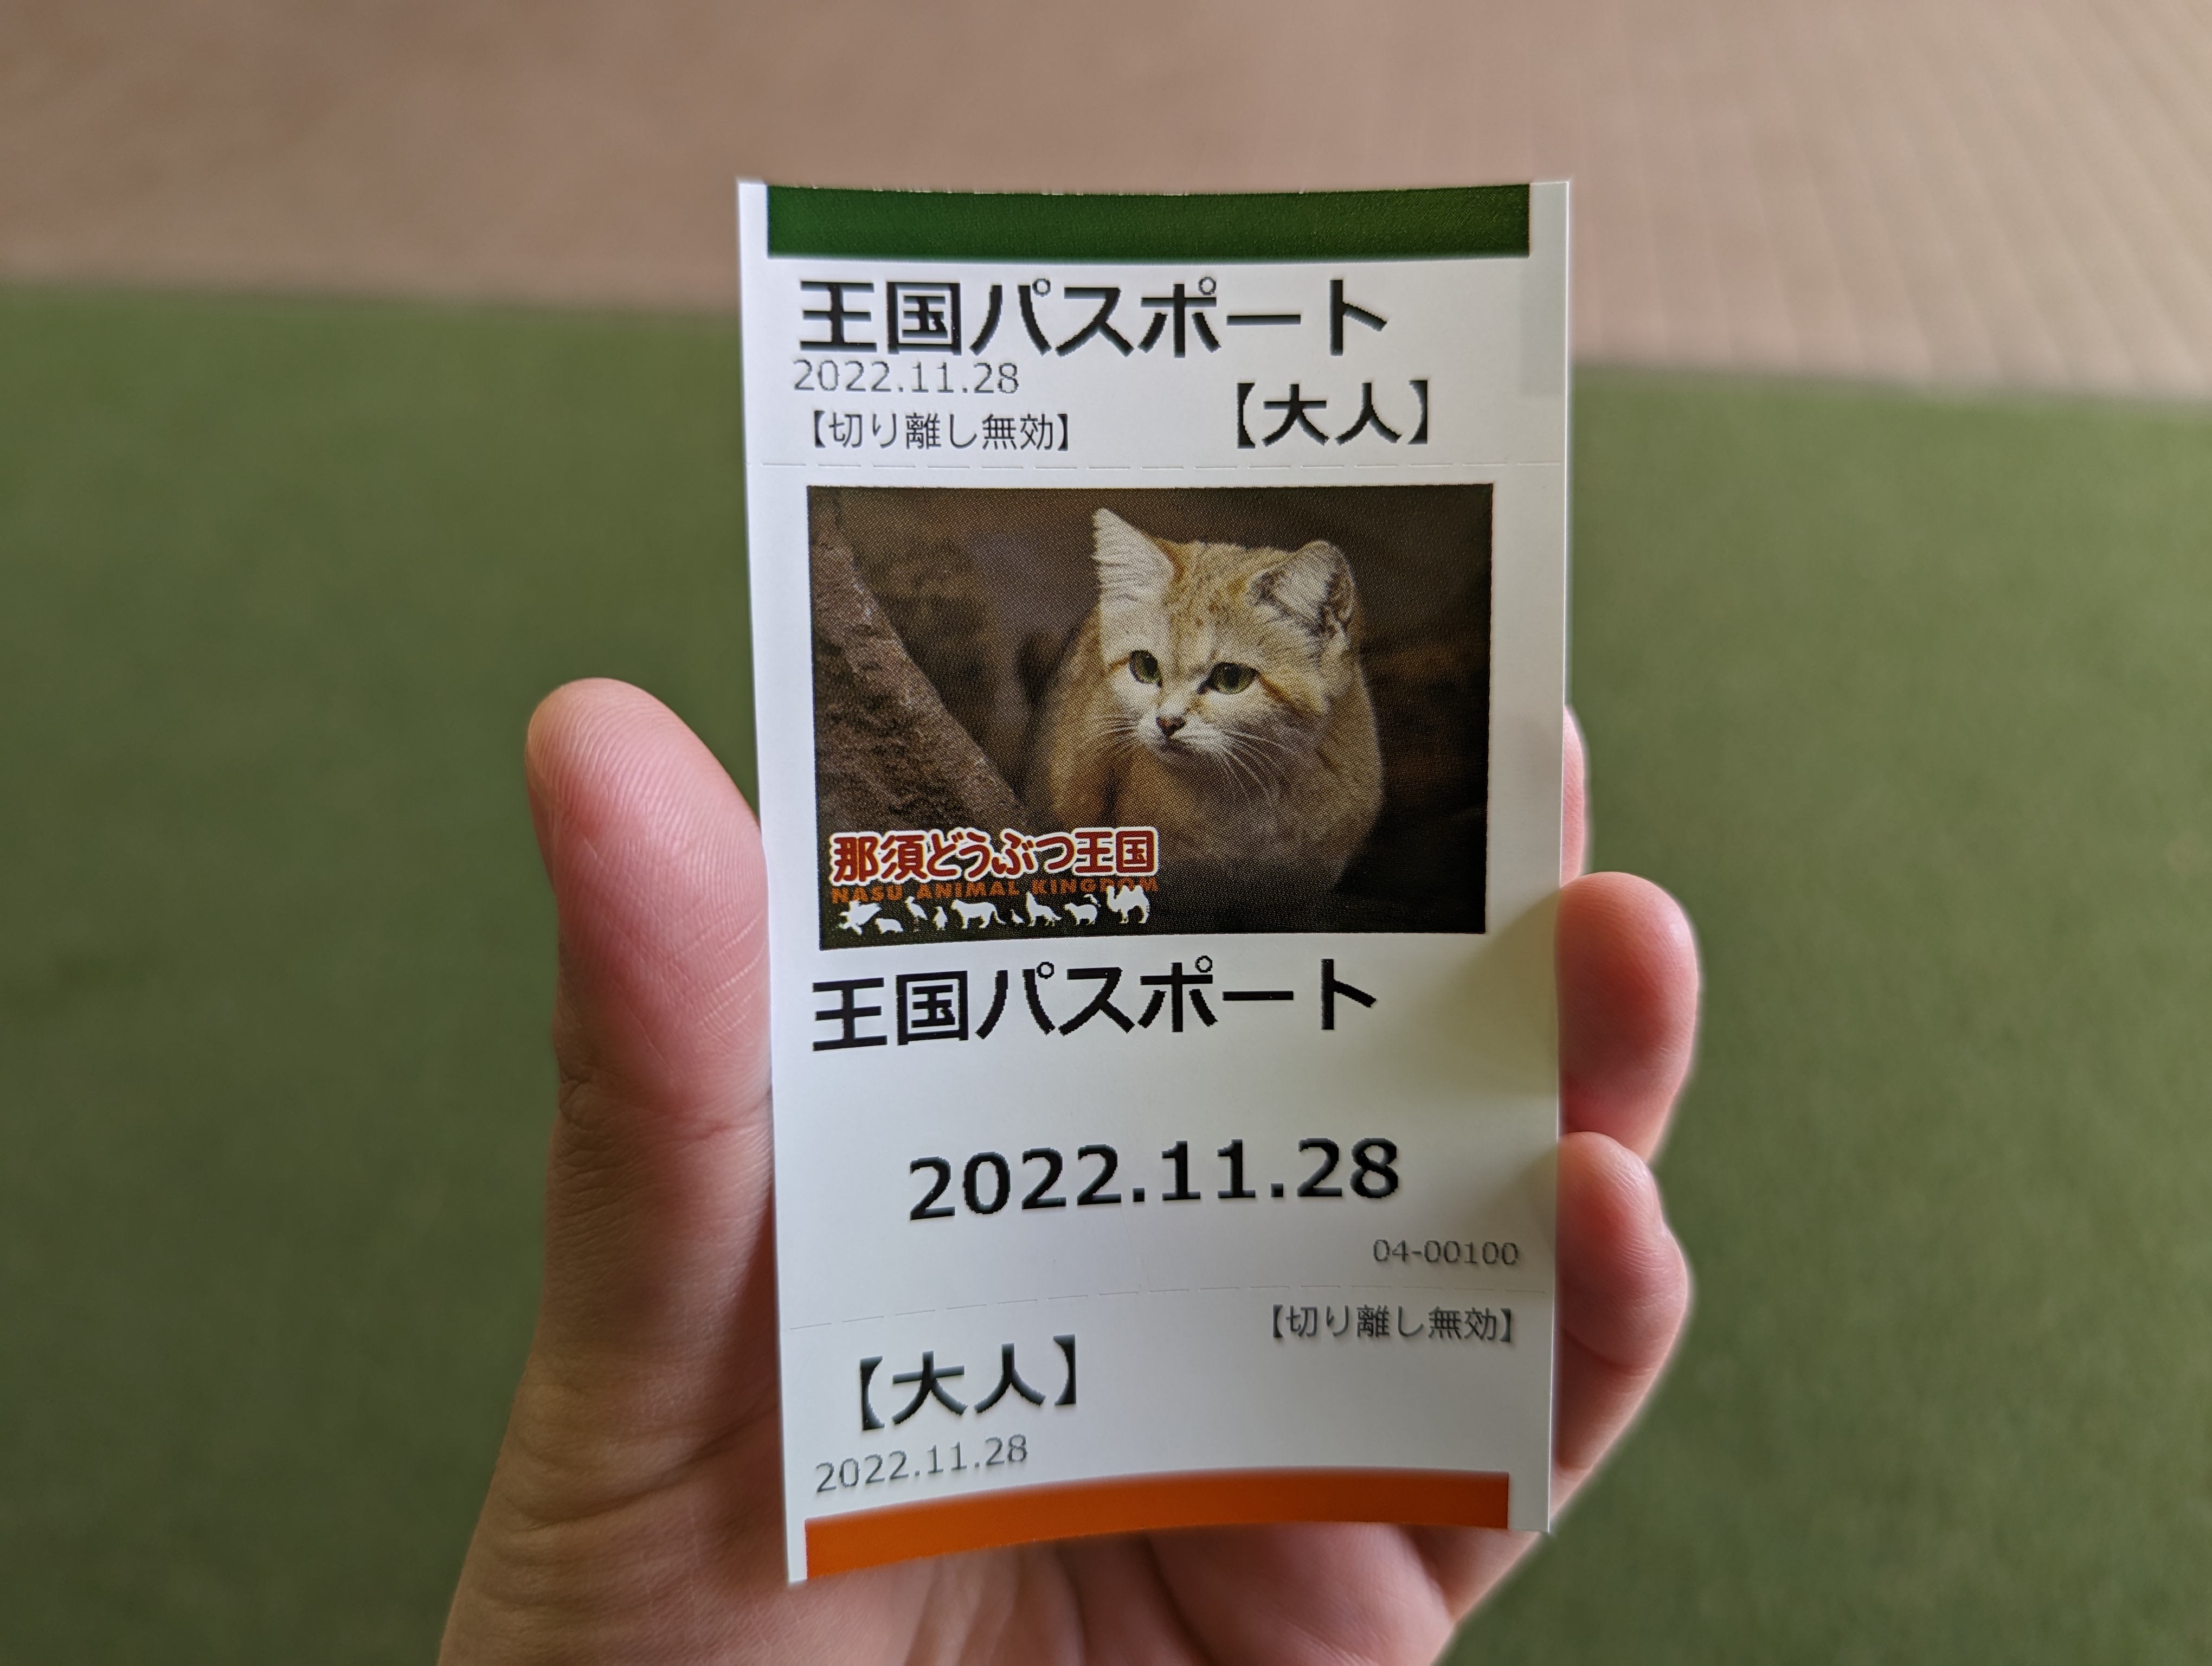 王国パスポート
2022.11.28
【切り離し無効】
【大人】
那須どうぶつ王国
NASU ANIMAL KINGDOM
王国パスポート
2022.11.28
04-00100
【切り離し無効】
【大人】
2022.11.28